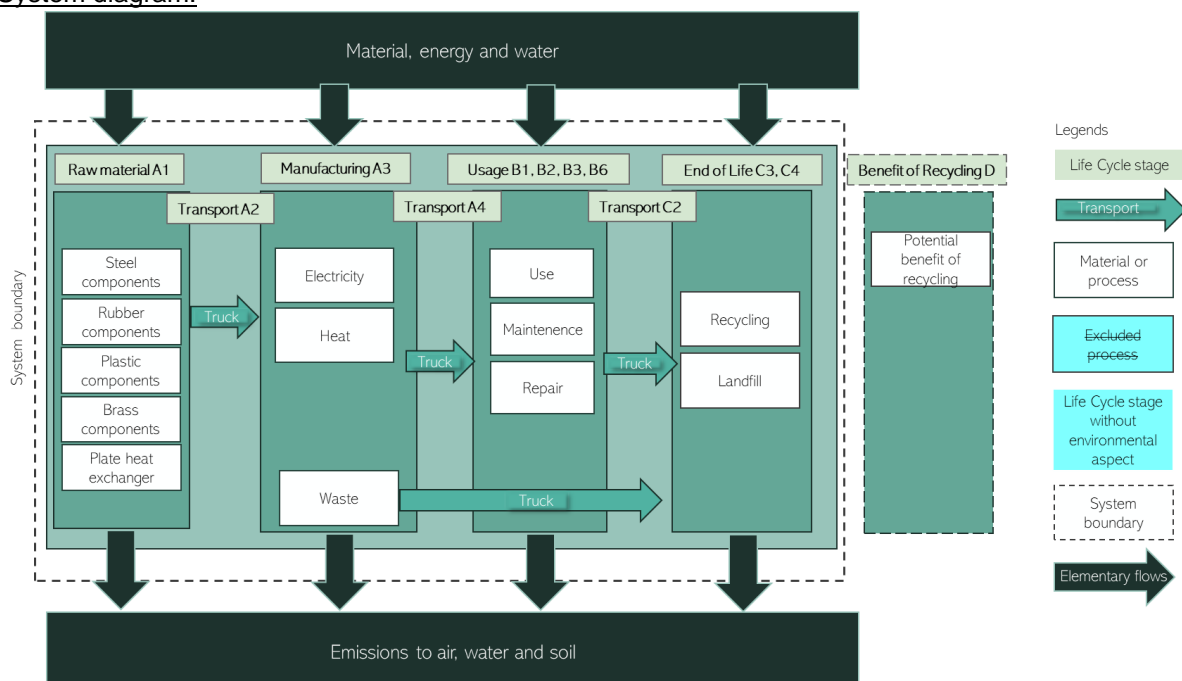 System diagram:
Material, energy and water
Raw material A1
Manufacturing A3
Usage B1, B2, B3, B6
End of Life C3, C4
Benefit of Recycling D
Transport A2
Transport A4
Transport C2
System boundary
Steel
components
Rubber
components
Plastic
components
Brass
components
Plate heat
exchanger
Truck
Electricity
Heat
Waste
Truck
Truck
Use
Maintenence
Repair
Truck
Recycling
Landfill
Potential
benefit of
recycling
Emissions to air, water and soil
Legends
Life Cycle stage
Transport
Material or
process
Excluded
process
Life Cycle stage
without
environmental
aspect
System
boundary
Elementary flows